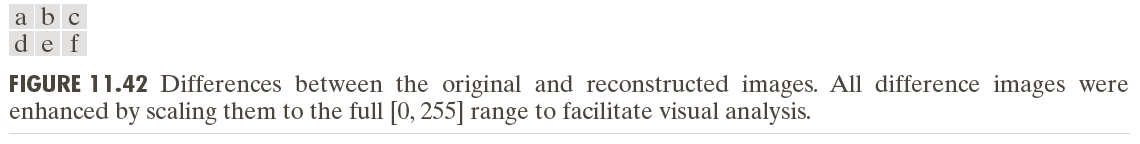 a b c
d e f
FIGURE 11.42 Differences between the original and reconstructed images. All difference images were
enhanced by scaling them to the full [0, 255] range to facilitate visual analysis.